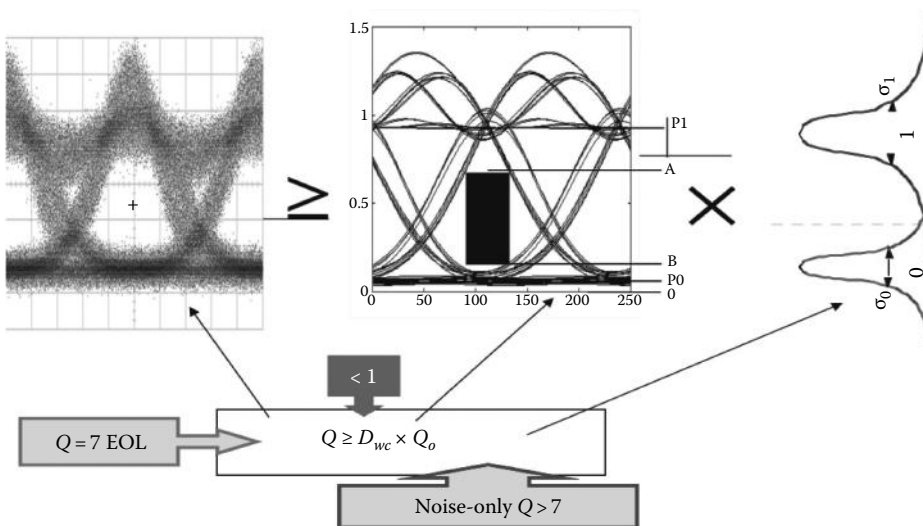 1.5
1
0.5
0
0 50 100 150 200 250
P1
A
B
P0
0
≥
×
σ1
1
σ0
0
+
< 1
Q = 7 EOL
Q ≥ Dwc × Qo
Noise-only Q > 7